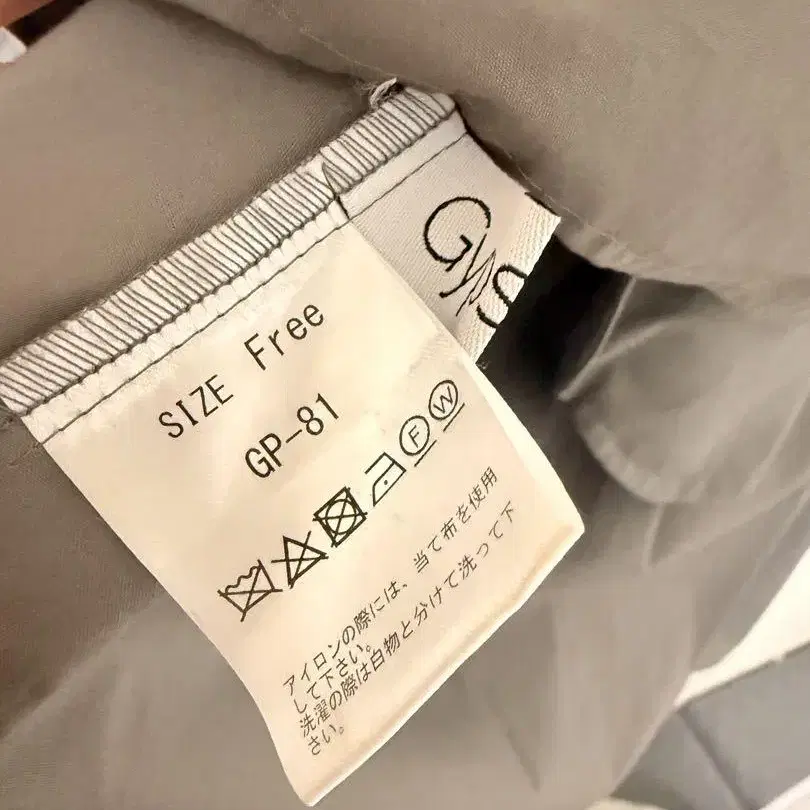 SIZE Free
GP-81
F W
アイロンの際には、当て布を使用
して下さい。
洗濯の際は白物と分けて洗って下
さい。